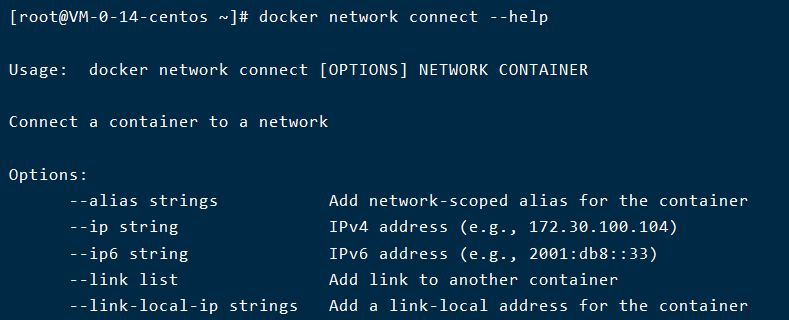 [root@VM-0-14-centos ~]# docker network connect --help
Usage:  docker network connect [OPTIONS] NETWORK CONTAINER
Connect a container to a network
Options:
      --alias strings           Add network-scoped alias for the container
      --ip string               IPv4 address (e.g., 172.30.100.104)
      --ip6 string              IPv6 address (e.g., 2001:db8::33)
      --link list               Add link to another container
      --link-local-ip strings   Add a link-local address for the container